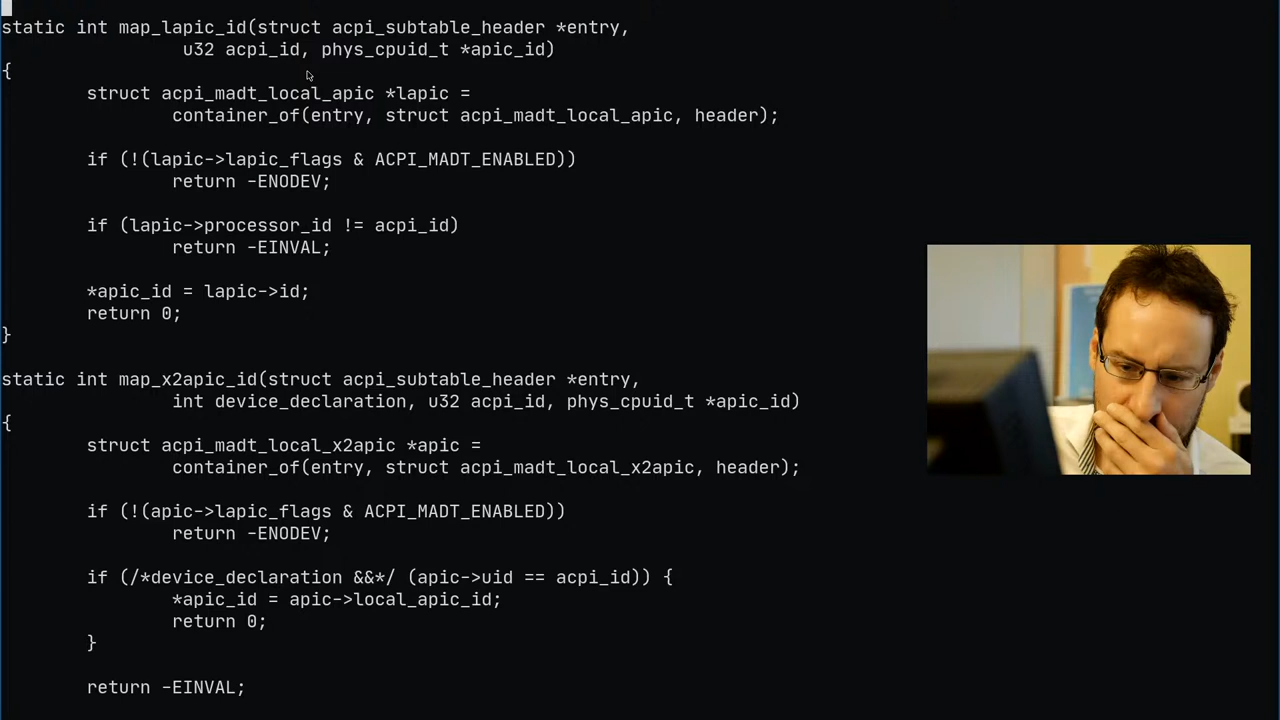 static int map_lapic_id(struct acpi_subtable_header *entry,
u32 acpi_id, phys_cpuid_t *apic_id)
{
struct acpi_madt_local_apic *lapic =
container_of(entry, struct acpi_madt_local_apic, header);
if (!(lapic->lapic_flags & ACPI_MADT_ENABLED))
return -ENODEV;
if (lapic->processor_id != acpi_id)
return -EINVAL;
*apic_id = lapic->id;
return 0;
}
static int map_x2apic_id(struct acpi_subtable_header *entry,
int device_declaration, u32 acpi_id, phys_cpuid_t *apic_id)
{
struct acpi_madt_local_x2apic *apic =
container_of(entry, struct acpi_madt_local_x2apic, header);
if (!(apic->lapic_flags & ACPI_MADT_ENABLED))
return -ENODEV;
if (/*device_declaration &&*/ (apic->uid == acpi_id)) {
*apic_id = apic->local_apic_id;
return 0;
}
return -EINVAL;